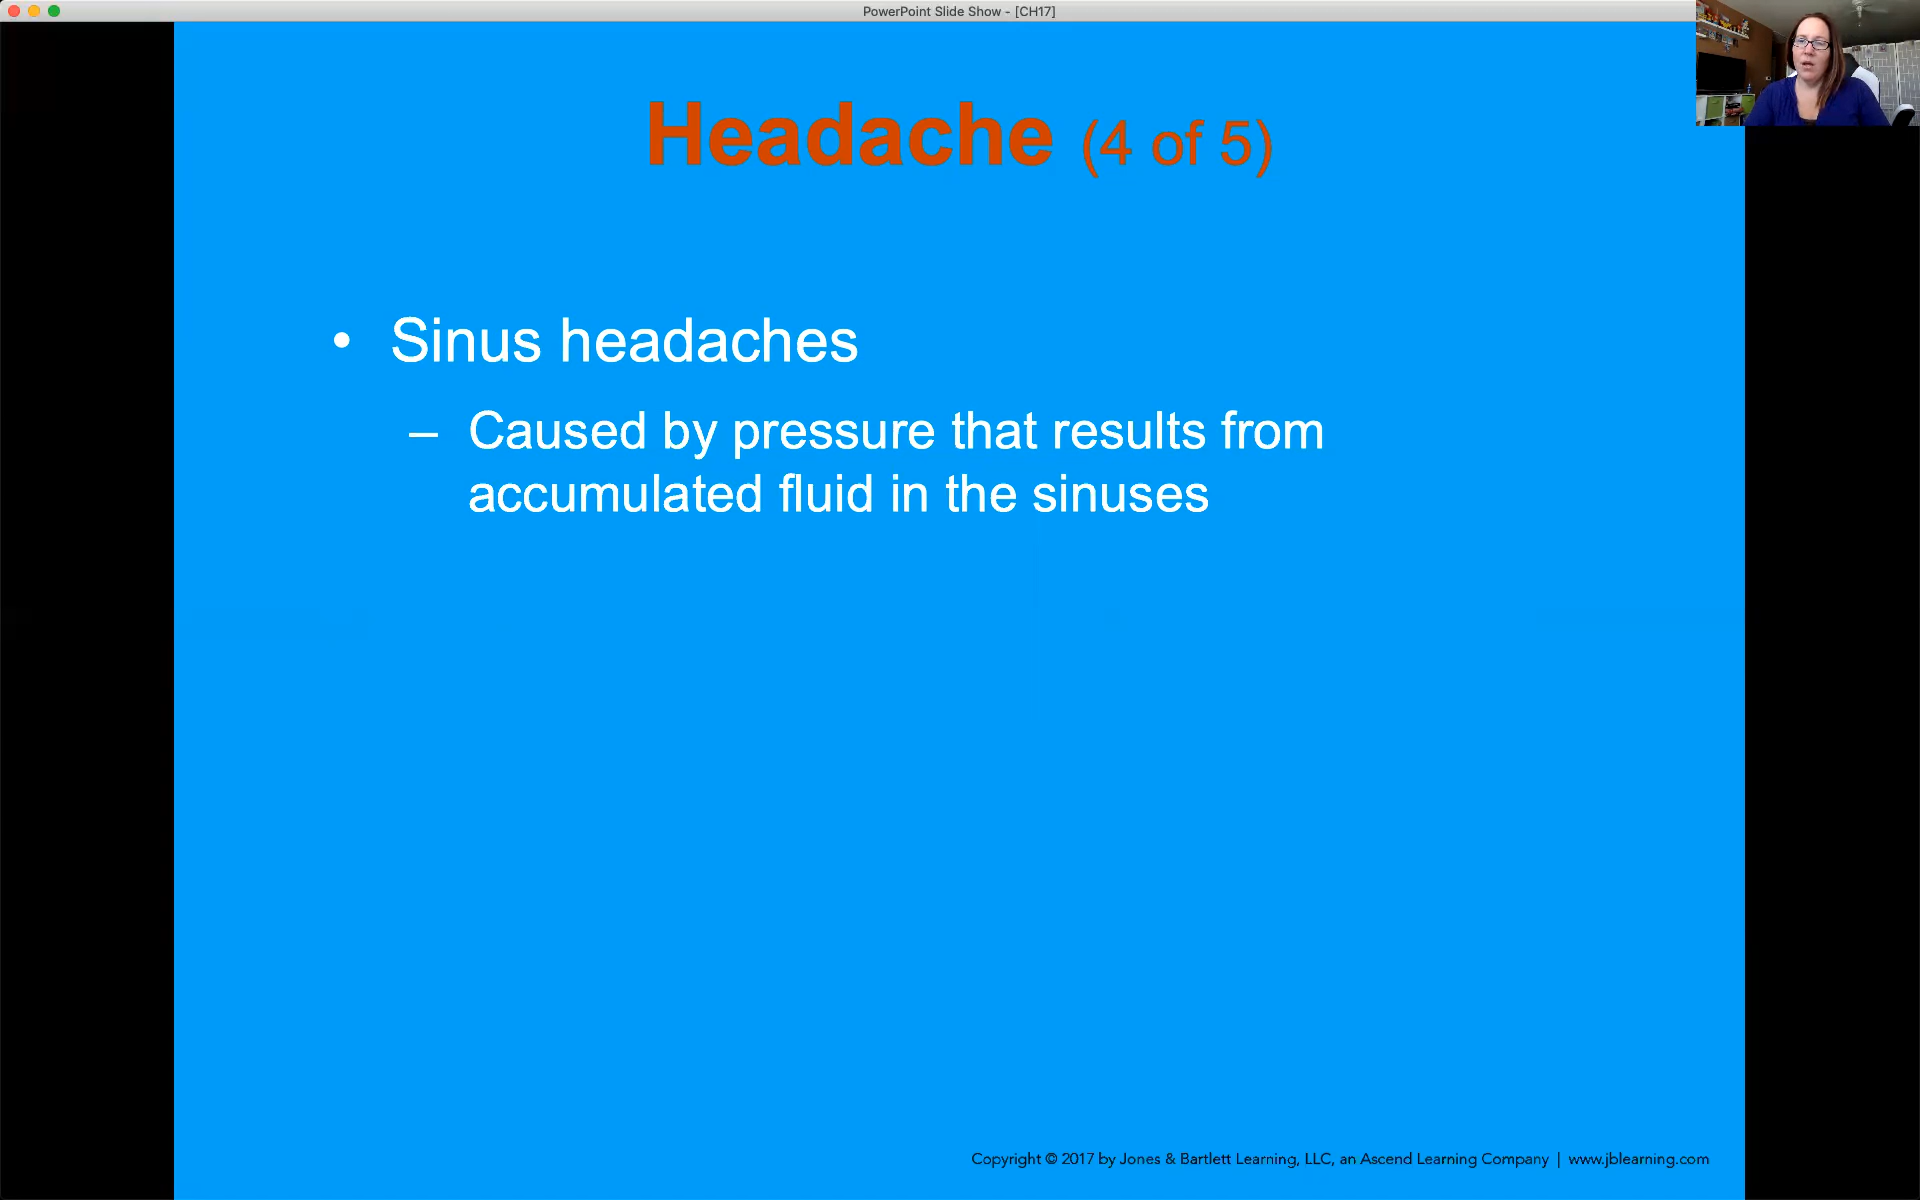 PowerPoint Slide Show - [CH17]
Headache (4 of 5)
• Sinus headaches
– Caused by pressure that results from
accumulated fluid in the sinuses
Copyright © 2017 by Jones & Bartlett Learning, LLC, an Ascend Learning Company | www.jblearning.com